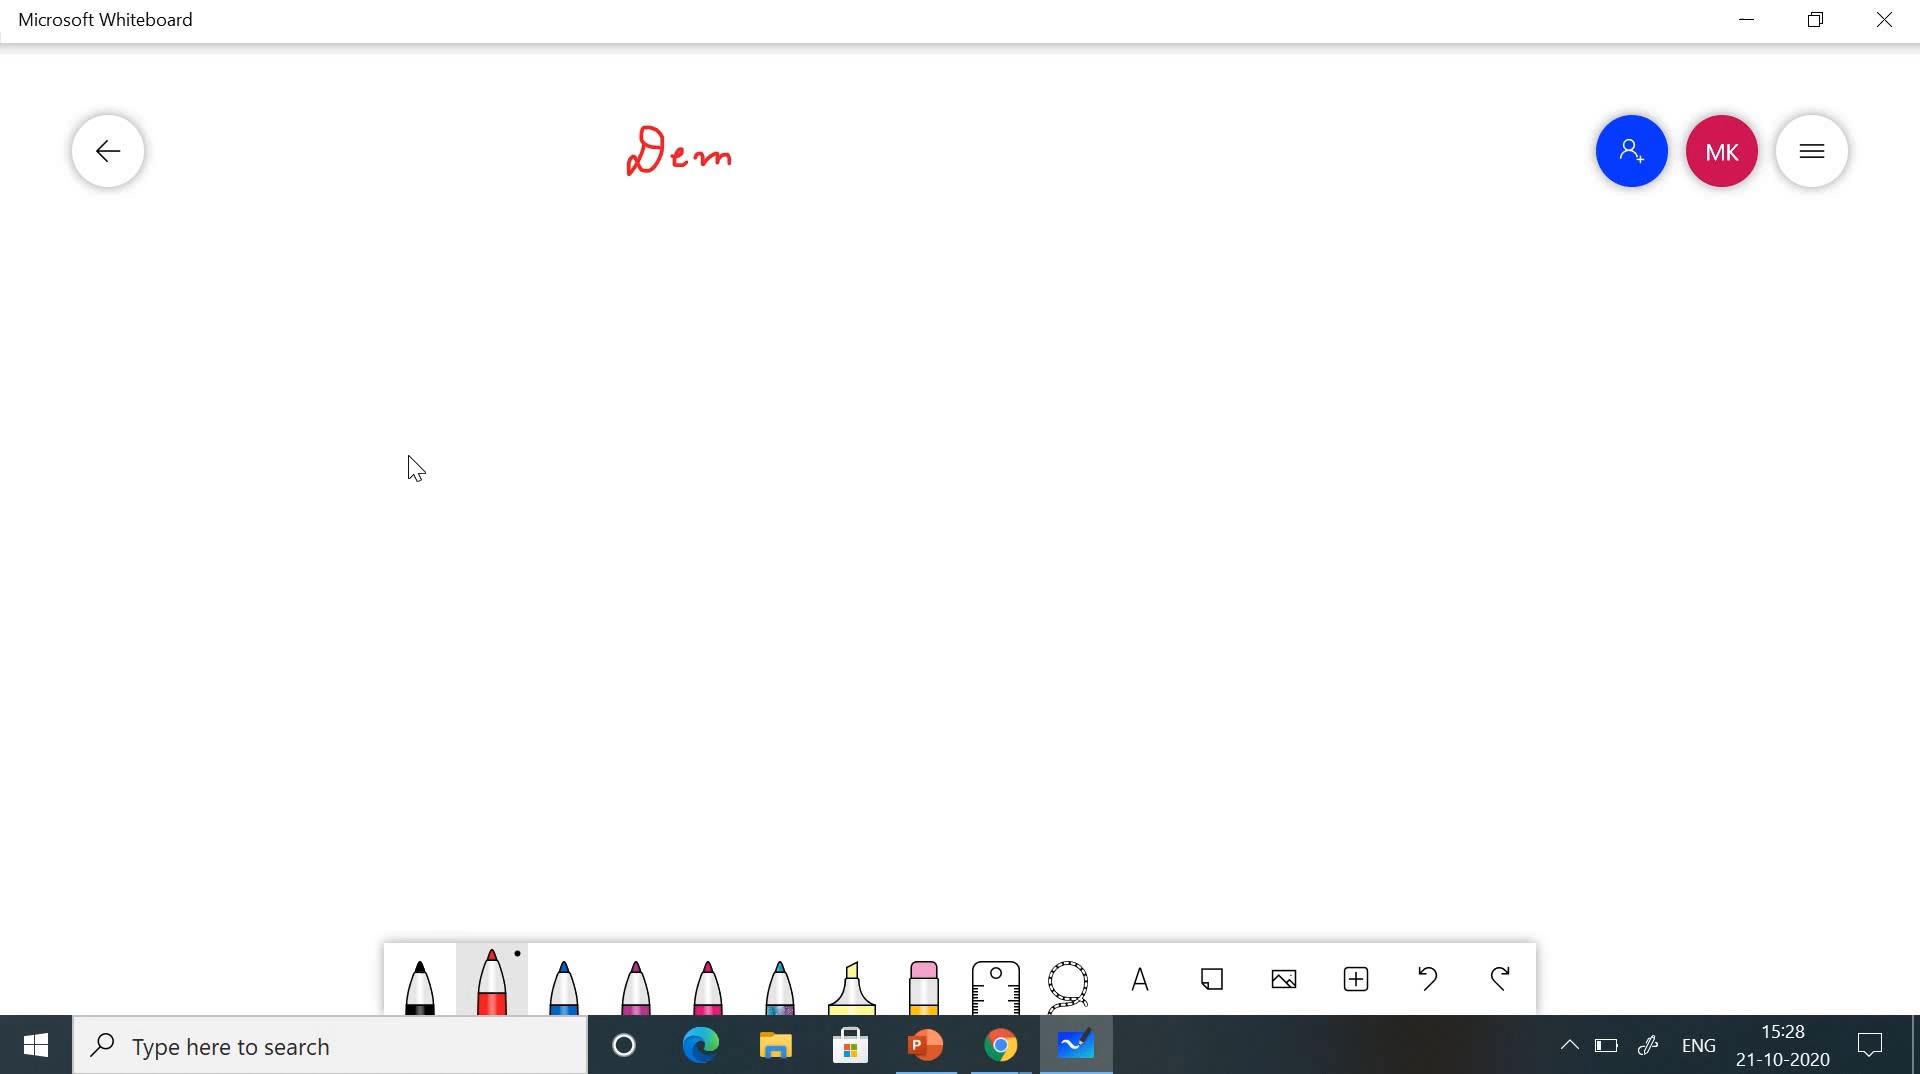 Microsoft Whiteboard
Dem
MK
A
Type here to search
P
ENG
15:28
21-10-2020